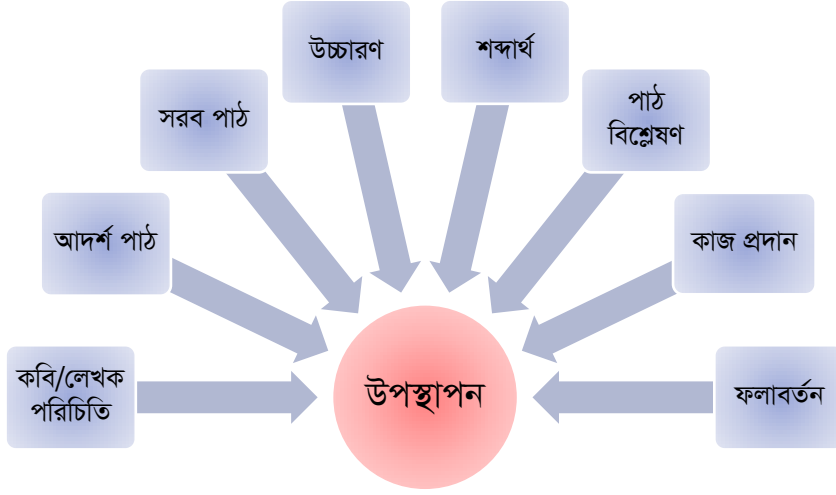 কবি/লেখক
পরিচিতি
আদর্শ পাঠ
সরব পাঠ
উচ্চারণ
শব্দার্থ
পাঠ
বিশ্লেষণ
কাজ প্রদান
ফলাবর্তন
উপস্থাপন